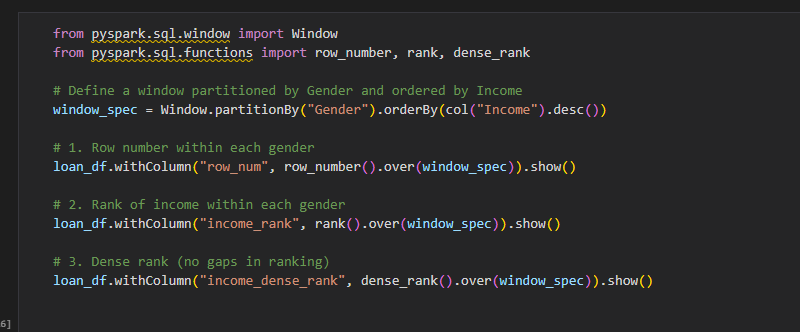 from pyspark.sql.window import Window
from pyspark.sql.functions import row_number, rank, dense_rank
# Define a window partitioned by Gender and ordered by Income
window_spec = Window.partitionBy("Gender").orderBy(col("Income").desc())
# 1. Row number within each gender
loan_df.withColumn("row_num", row_number().over(window_spec)).show()
# 2. Rank of income within each gender
loan_df.withColumn("income_rank", rank().over(window_spec)).show()
# 3. Dense rank (no gaps in ranking)
loan_df.withColumn("income_dense_rank", dense_rank().over(window_spec)).show()
6]